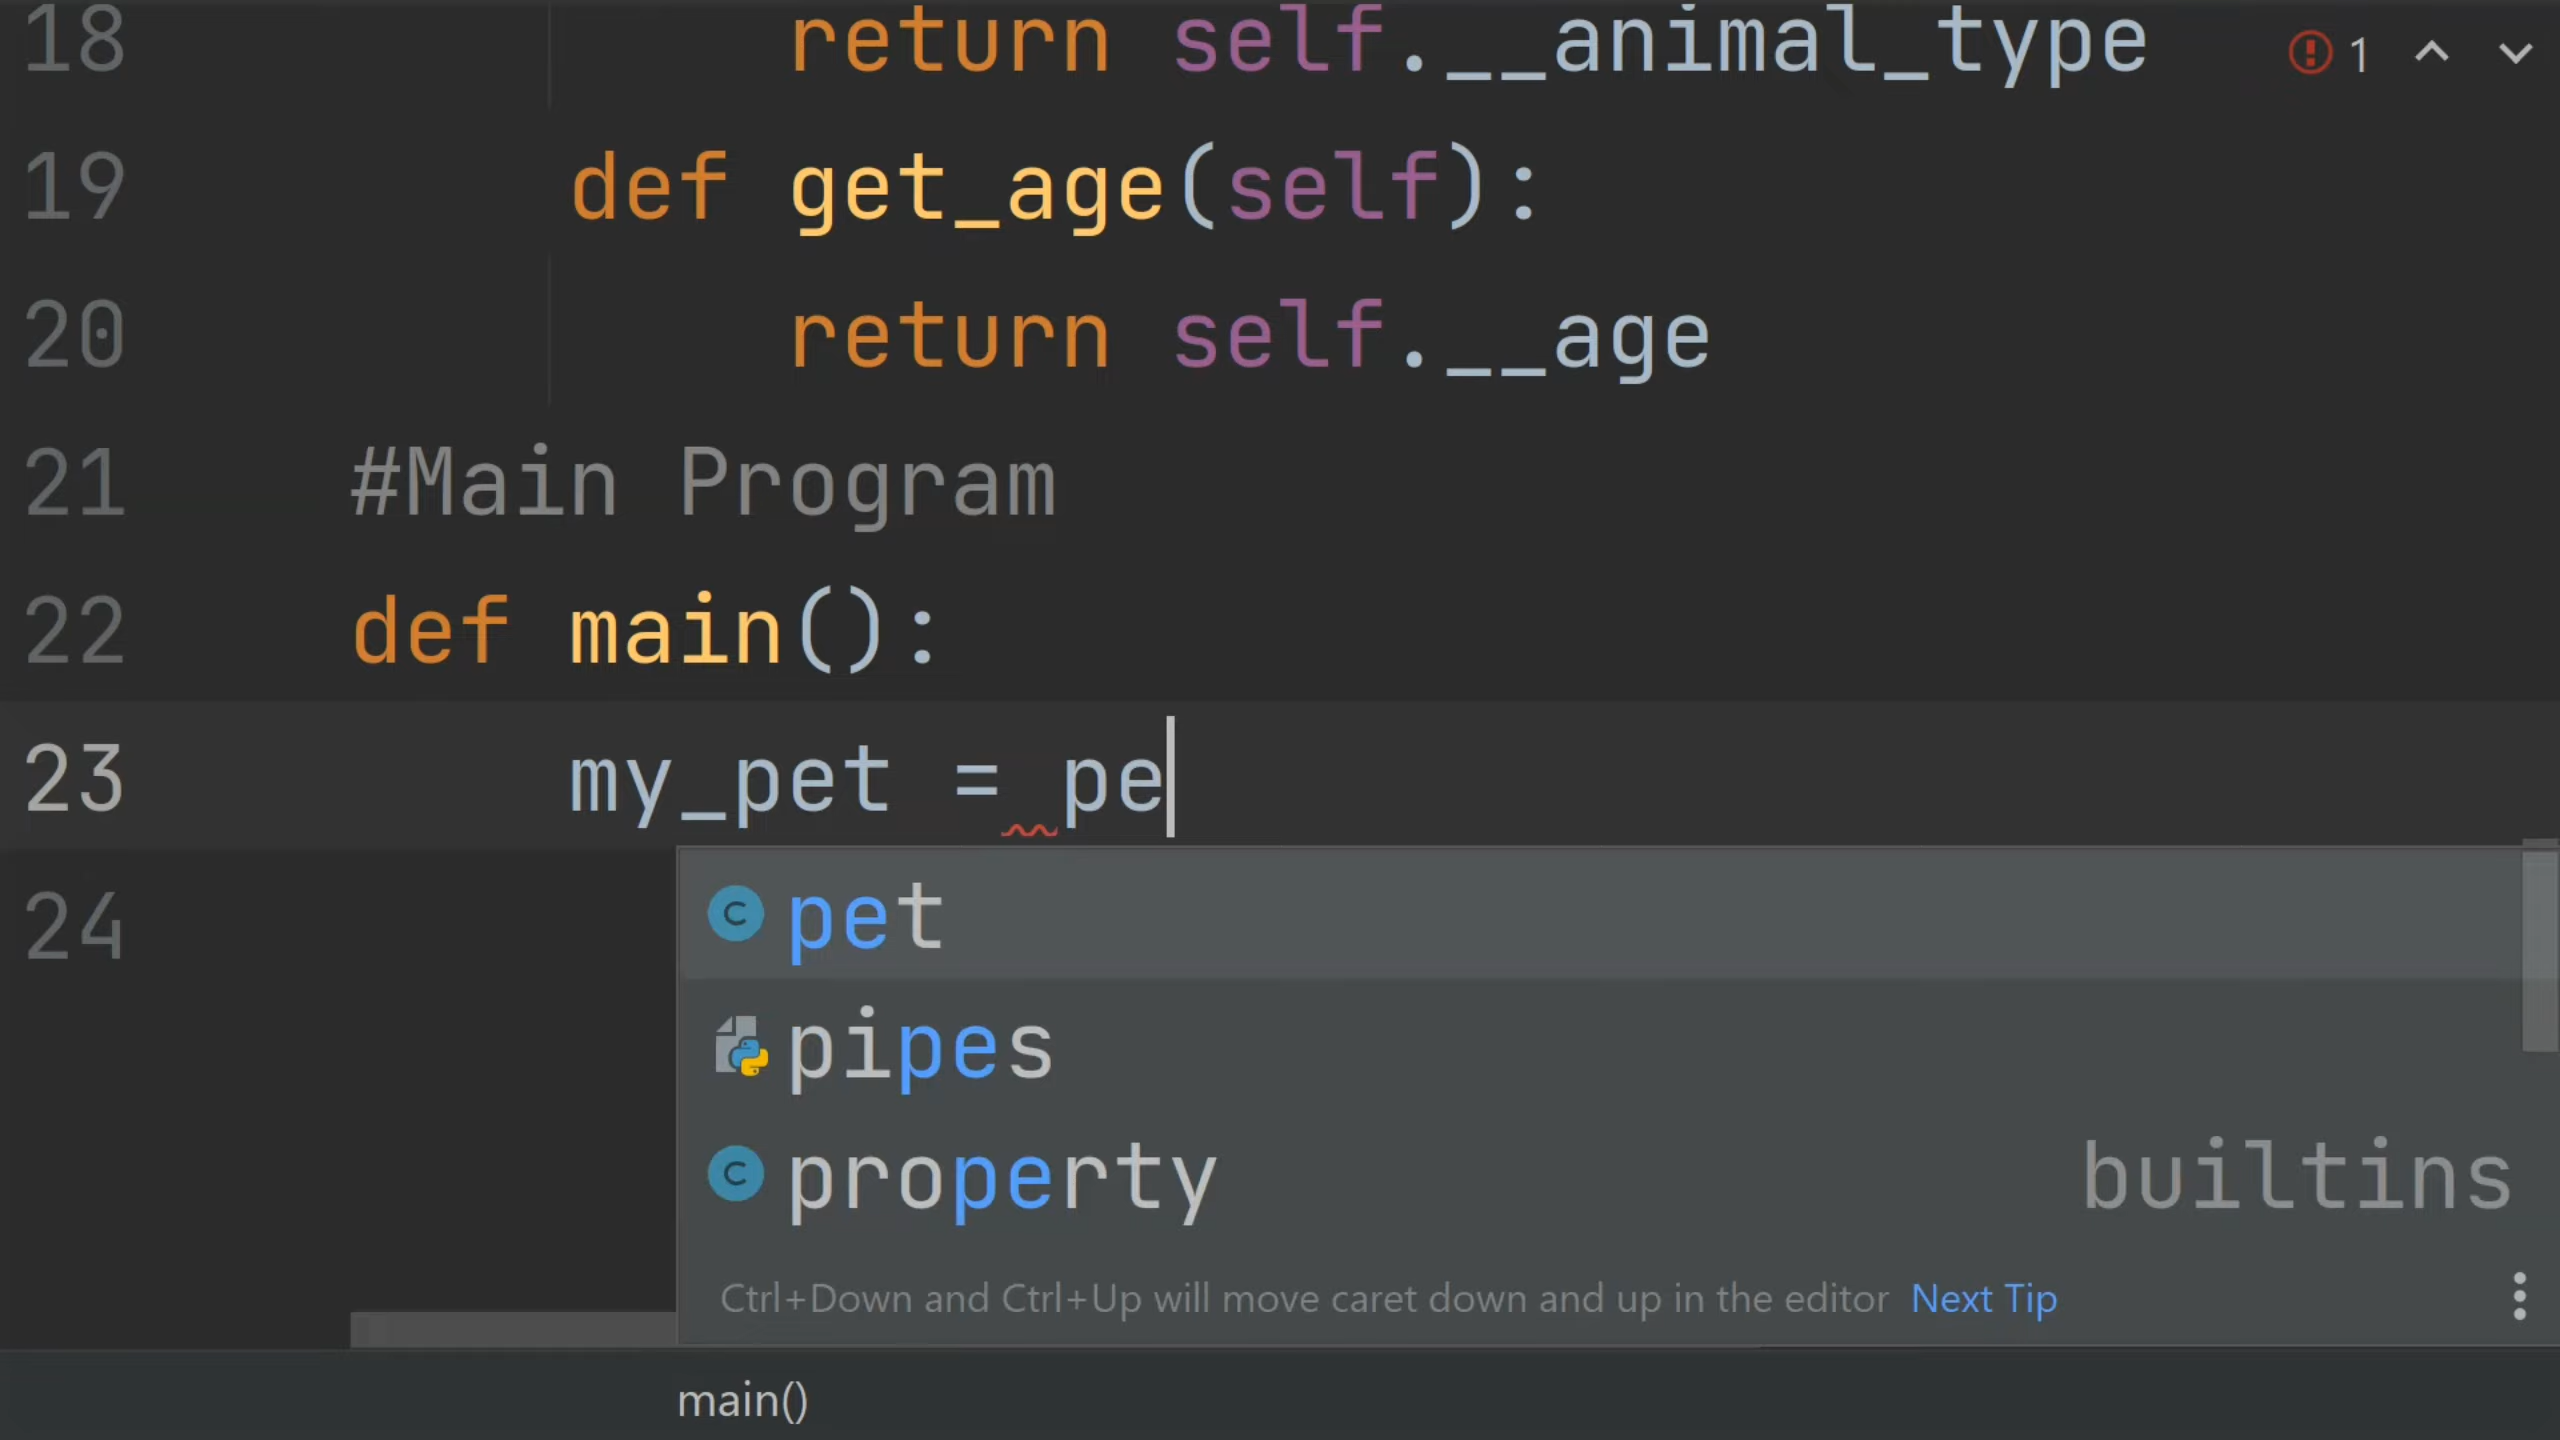 18 return self.__animal_type 1
19 def get_age(self):
20 return self.__age
21 #Main Program
22 def main():
23 my_pet = pe
24
pet
pipes
property builtins
Ctrl+Down and Ctrl+Up will move caret down and up in the editor Next Tip
main()